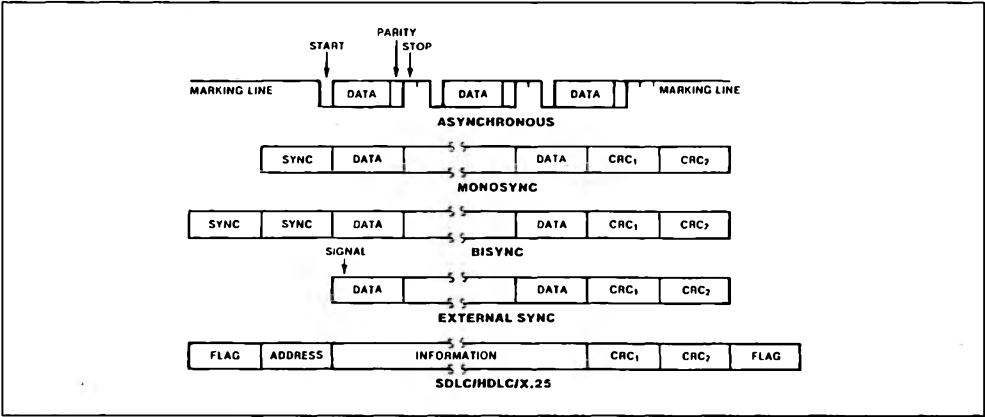 PARITY
START STOP
MARKING LINE DATA DATA DATA MARKING LINE
ASYNCHRONOUS
SYNC DATA DATA CRC₁ CRC₂
MONOSYNC
SYNC SYNC DATA DATA CRC₁ CRC₂
BISYNC
SIGNAL
DATA DATA CRC₁ CRC₂
EXTERNAL SYNC
FLAG ADDRESS INFORMATION CRC₁ CRC₂ FLAG
SDLC/HDLC/X.25